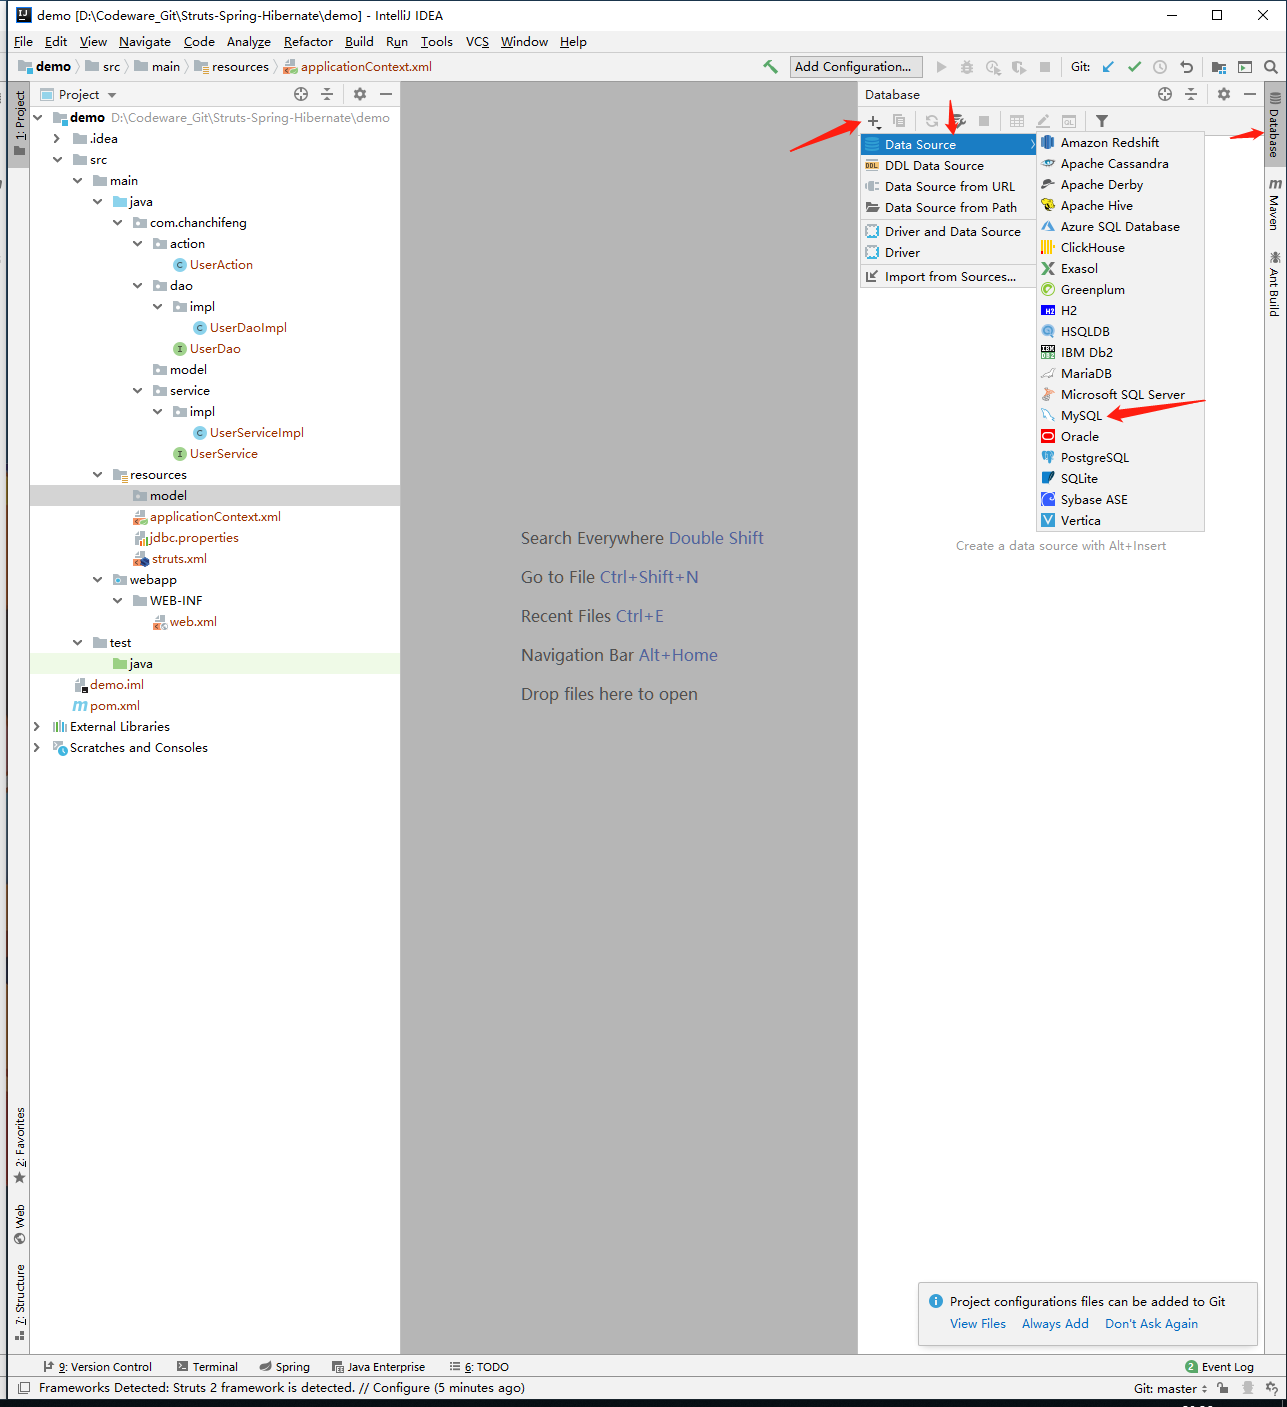 demo [D:\Codeware_Git\Struts-Spring-Hibernate\demo] - IntelliJ IDEA
File Edit View Navigate Code Analyze Refactor Build Run Tools VCS Window Help
demo src main resources applicationContext.xml Add Configuration... Git:
1: Project
Project
demo D:\Codeware_Git\Struts-Spring-Hibernate\demo
.idea
src
main
java
com.chanchifeng
action
UserAction
dao
impl
UserDaoImpl
UserDao
model
service
impl
UserServiceImpl
UserService
resources
model
applicationContext.xml
jdbc.properties
struts.xml
webapp
WEB-INF
web.xml
test
java
demo.iml
pom.xml
External Libraries
Scratches and Consoles
Search Everywhere Double Shift
Go to File Ctrl+Shift+N
Recent Files Ctrl+E
Navigation Bar Alt+Home
Drop files here to open
Database
Data Source
DDL Data Source
Data Source from URL
Data Source from Path
Driver and Data Source
Driver
Import from Sources...
Amazon Redshift
Apache Cassandra
Apache Derby
Apache Hive
Azure SQL Database
ClickHouse
Exasol
Greenplum
H2
HSQLDB
IBM Db2
MariaDB
Microsoft SQL Server
MySQL
Oracle
PostgreSQL
SQLite
Sybase ASE
Vertica
Create a data source with Alt+Insert
Database
Maven
Ant Build
2: Favorites
Web
7: Structure
Project configurations files can be added to Git
View Files Always Add Don't Ask Again
9: Version Control Terminal Spring Java Enterprise 6: TODO 2 Event Log
Frameworks Detected: Struts 2 framework is detected. // Configure (5 minutes ago) Git: master